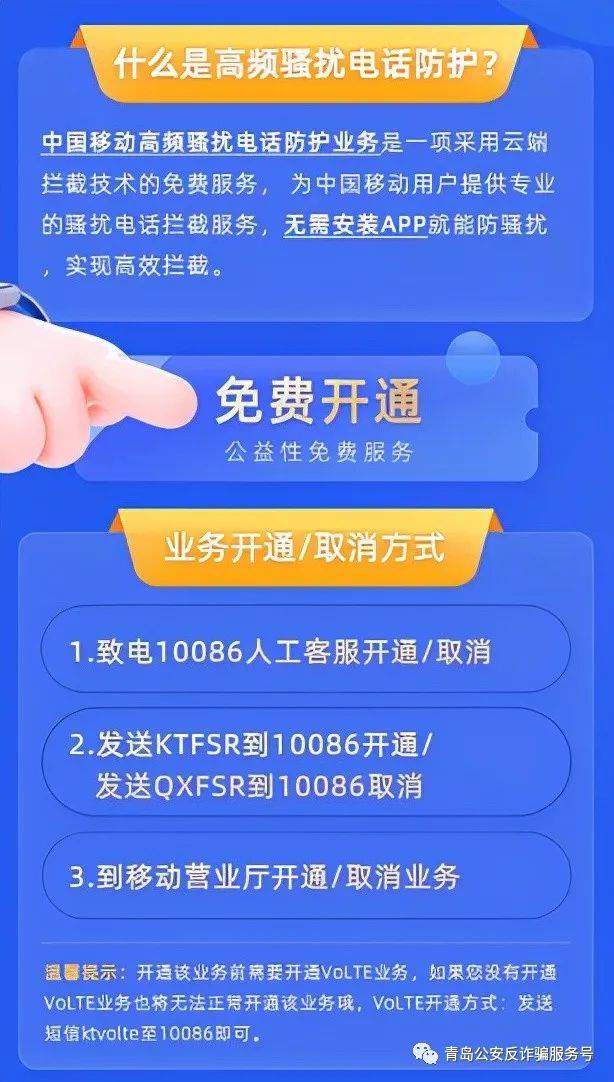 什么是高频骚扰电话防护?
中国移动高频骚扰电话防护业务是一项采用云端
拦截技术的免费服务，为中国移动用户提供专业
的骚扰电话拦截服务，无需安装APP就能防骚扰
，实现高效拦截。
免费开通
公益性免费服务
业务开通/取消方式
1.致电10086人工客服开通/取消
2.发送KTFSR到10086开通/
发送QXFSR到10086取消
3.到移动营业厅开通/取消业务
温馨提示：开通该业务前需要开通VoLTE业务，如果您没有开通
VoLTE业务也将无法正常开通该业务哦，VoLTE开通方式：发送
短信ktvolte至10086即可。
青岛公安反诈骗服务号